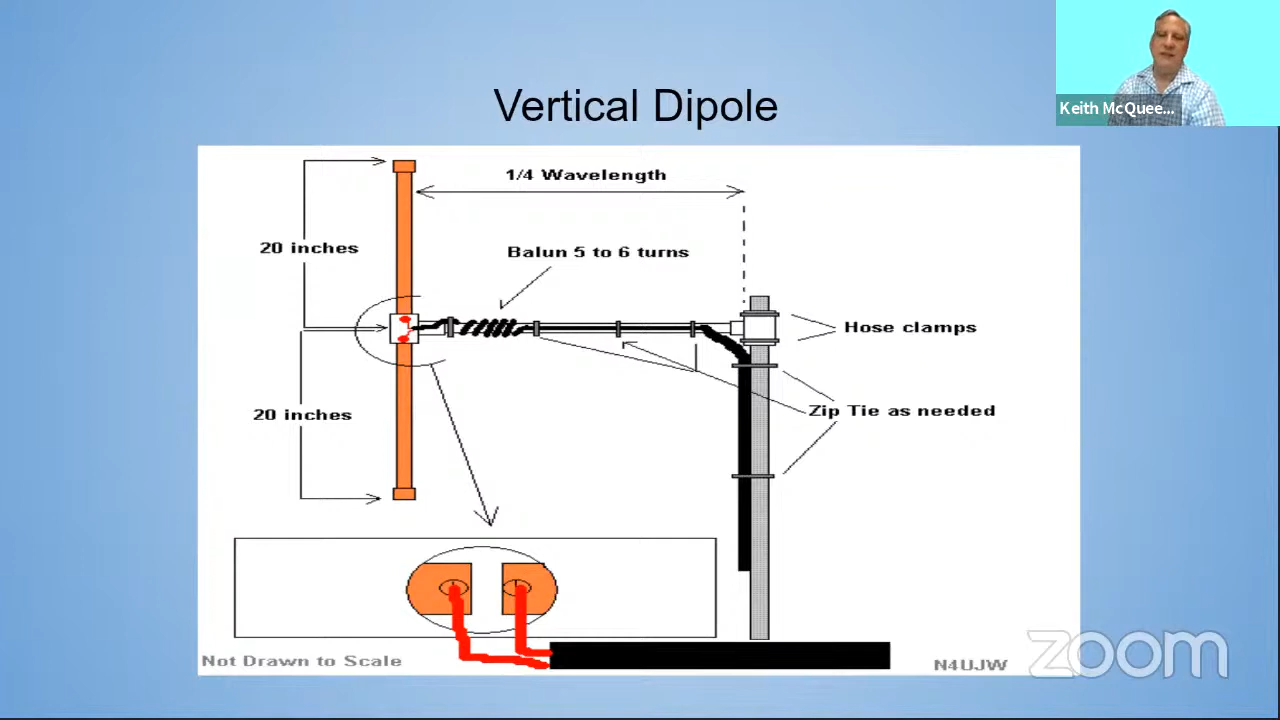 Keith McQuee...
Vertical Dipole
1/4 Wavelength
20 inches
Balun 5 to 6 turns
Hose clamps
20 inches
Zip Tie as needed
Not Drawn to Scale
N4UJW
zoom